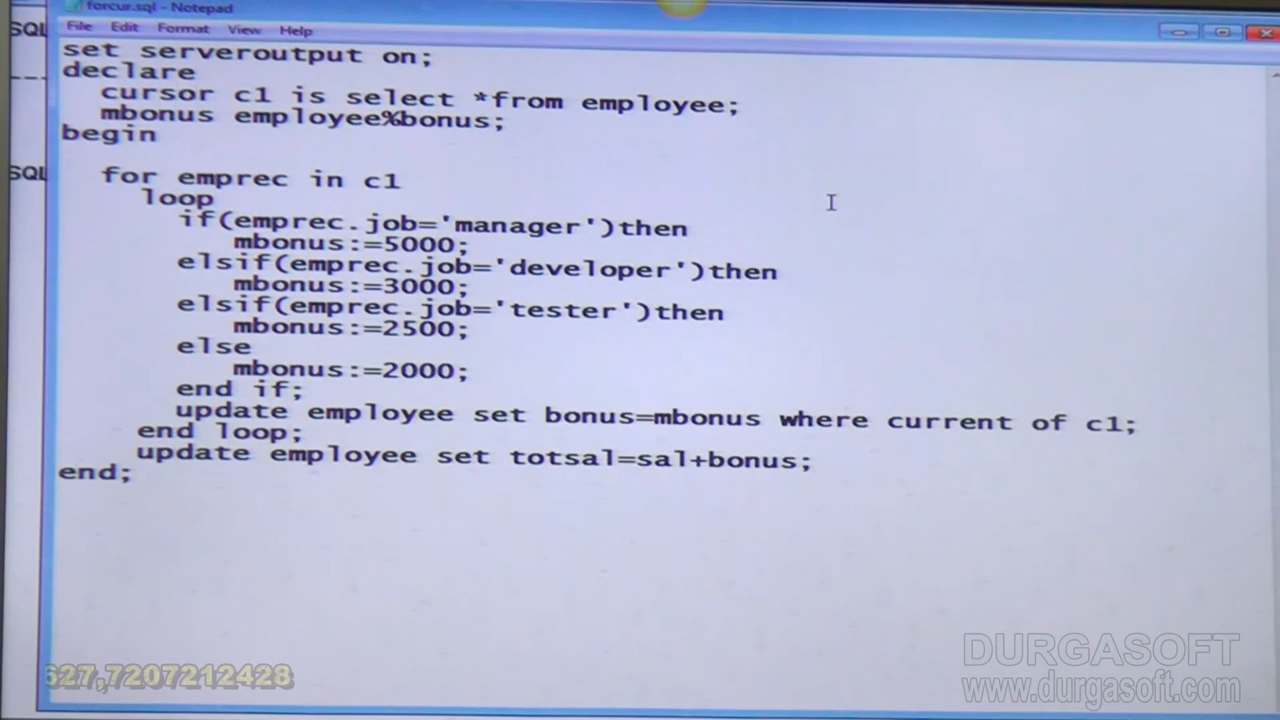 forcur.sql - Notepad
File Edit Format View Help
SQL
set serveroutput on;
declare
cursor c1 is select *from employee;
mbonus employee%bonus;
begin
SQL
for emprec in c1
loop
if(emprec.job='manager')then
mbonus:=5000;
elsif(emprec.job='developer')then
mbonus:=3000;
elsif(emprec.job='tester')then
mbonus:=2500;
else
mbonus:=2000;
end if;
update employee set bonus=mbonus where current of c1;
end loop;
update employee set totsal=sal+bonus;
end;
DURGASOFT
www.durgasoft.com
627,7207212428